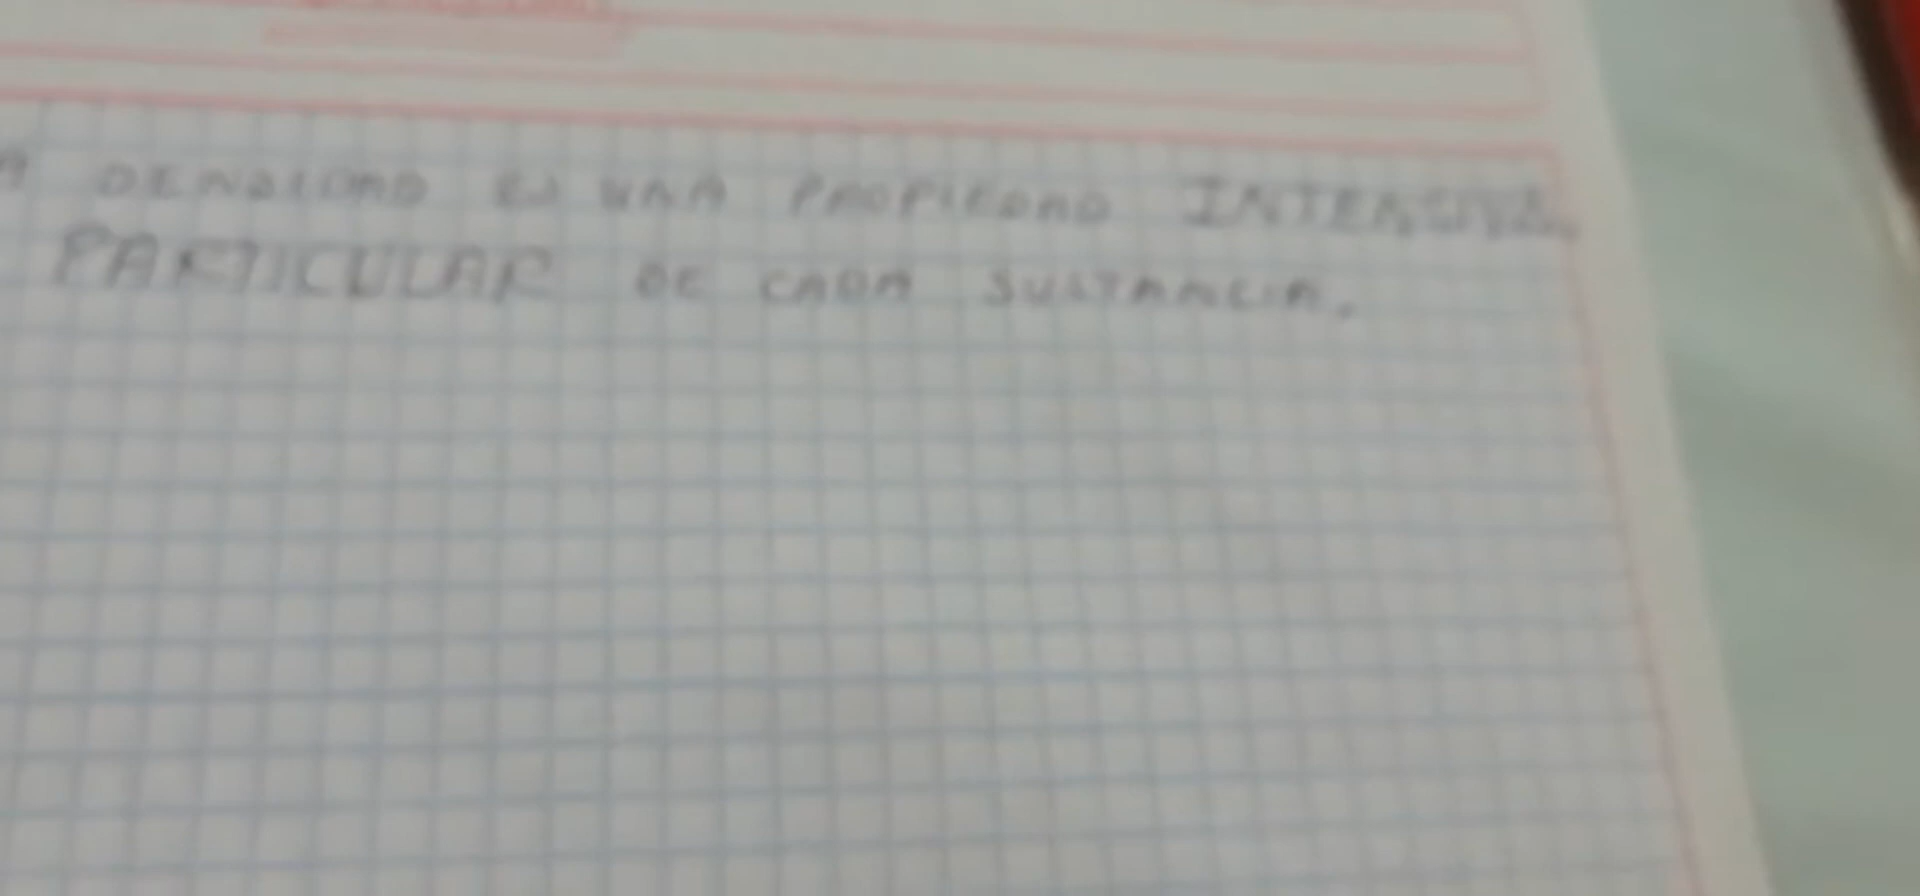 A DENSIDAD ES UNA PROPIEDAD INTENSIVA
PARTICULAR DE CADA SUSTANCIA.